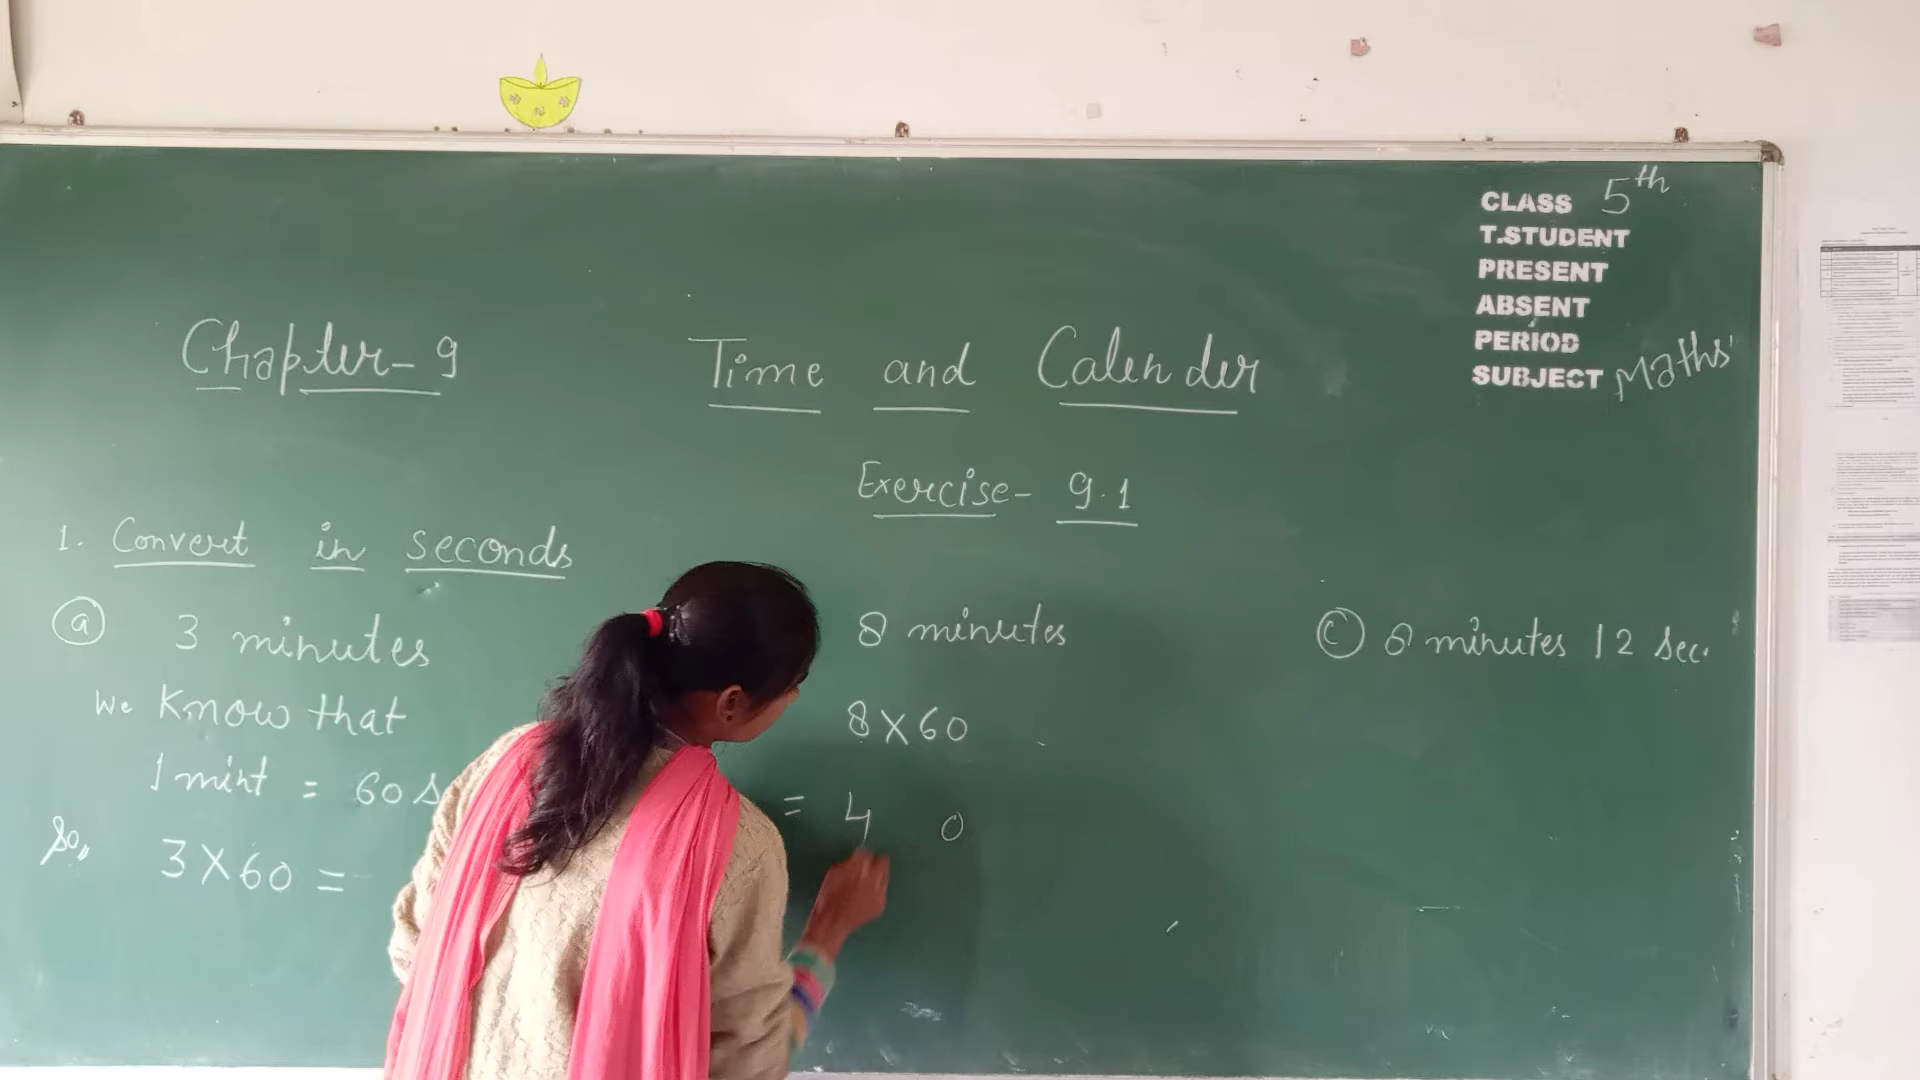 CLASS 5th
T.STUDENT
PRESENT
ABSENT
PERIOD
SUBJECT Maths
Chapter-9 Time and Calender
Exercise-9.1
1. Convert in seconds
(a) 3 minutes
We know that
1 mint = 60 s
So,, 3X60 =
8 minutes
8X60
= 4 0
(c) 8 minutes 12 sec.